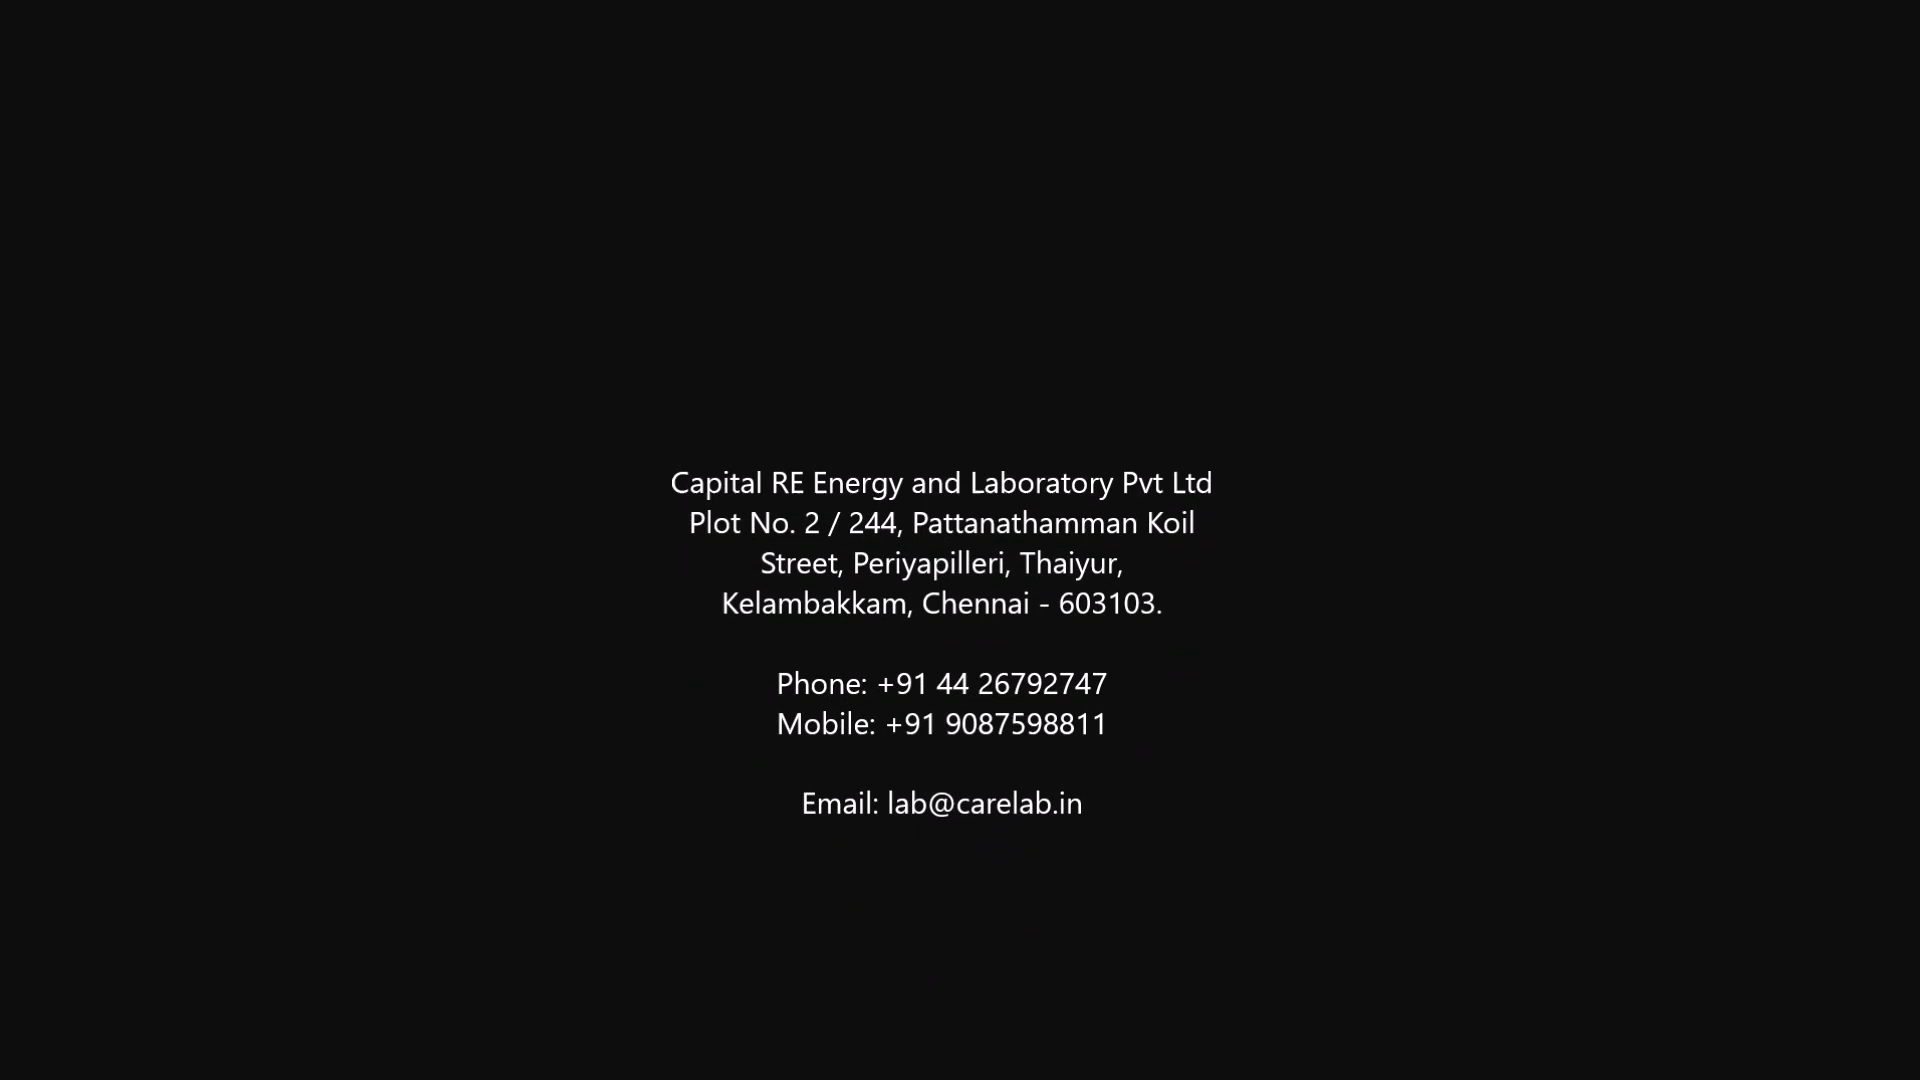 Capital RE Energy and Laboratory Pvt Ltd
Plot No. 2 / 244, Pattanathamman Koil
Street, Periyapilleri, Thaiyur,
Kelambakkam, Chennai - 603103.
Phone: +91 44 26792747
Mobile: +91 9087598811
Email: lab@carelab.in